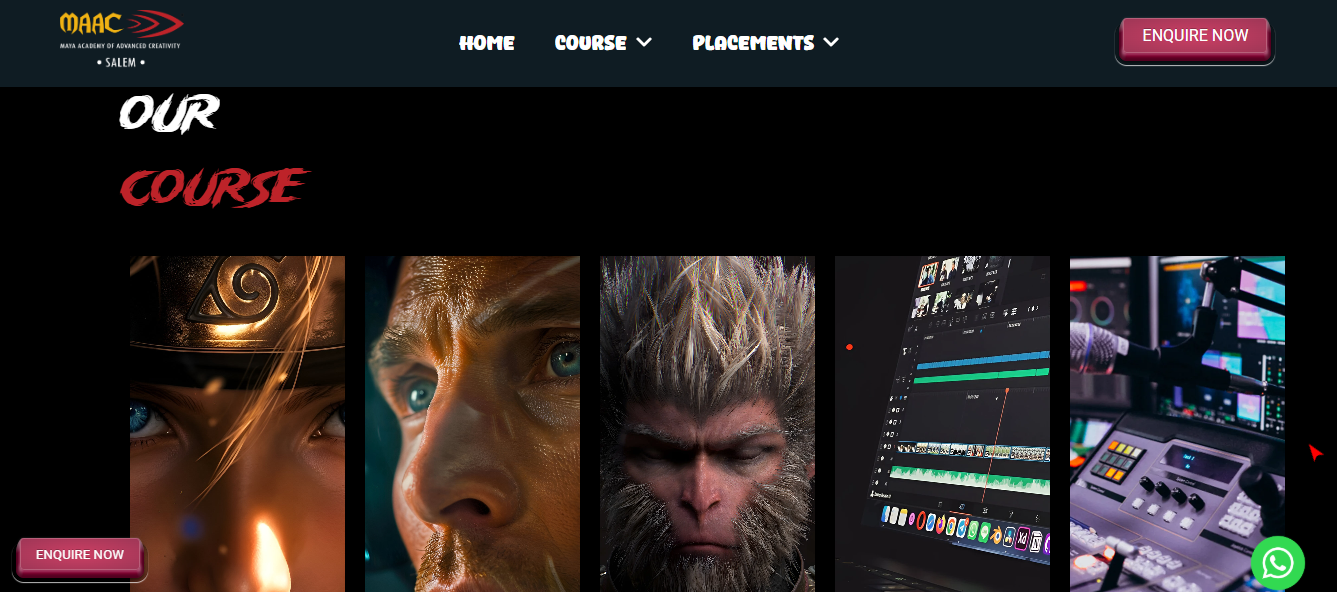 MAAC
MAYA ACADEMY OF ADVANCED CREATIVITY
• SALEM •
HOME
COURSE
PLACEMENTS
ENQUIRE NOW
OUR
COURSE
ENQUIRE NOW